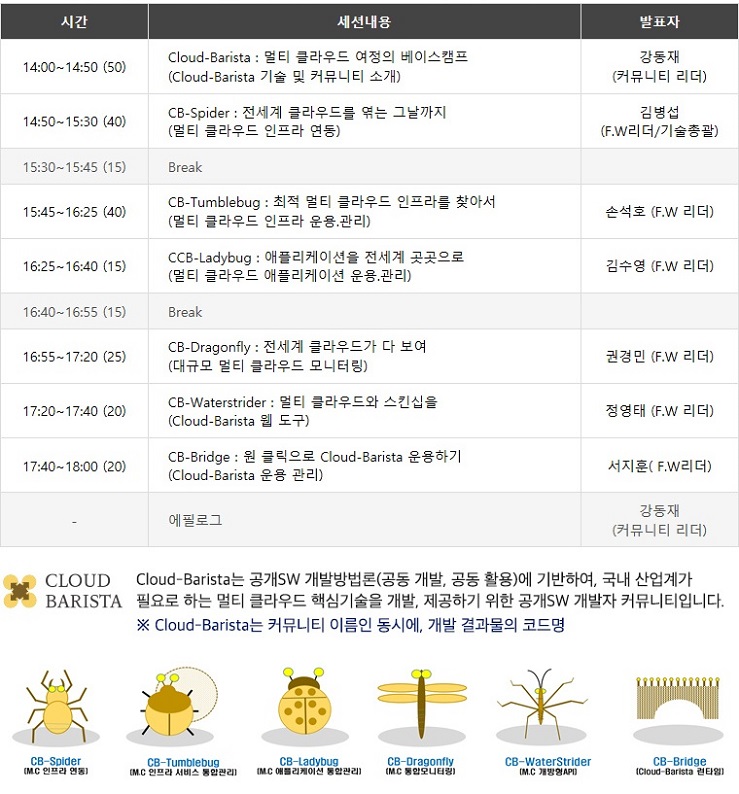 시간 세션내용 발표자
14:00~14:50 (50) Cloud-Barista : 멀티 클라우드 여정의 베이스캠프 강동재
(Cloud-Barista 기술 및 커뮤니티 소개) (커뮤니티 리더)
14:50~15:30 (40) CB-Spider : 전세계 클라우드를 엮는 그날까지 김병섭
(멀티 클라우드 인프라 연동) (F.W리더/기술총괄)
15:30~15:45 (15) Break
15:45~16:25 (40) CB-Tumblebug : 최적 멀티 클라우드 인프라를 찾아서 손석호 (F.W 리더)
(멀티 클라우드 인프라 운용.관리)
16:25~16:40 (15) CCB-Ladybug : 애플리케이션을 전세계 곳곳으로 김수영 (F.W 리더)
(멀티 클라우드 애플리케이션 운용.관리)
16:40~16:55 (15) Break
16:55~17:20 (25) CB-Dragonfly : 전세계 클라우드가 다 보여 권경민 (F.W 리더)
(대규모 멀티 클라우드 모니터링)
17:20~17:40 (20) CB-Waterstrider : 멀티 클라우드와 스킨십을 정영태 (F.W 리더)
(Cloud-Barista 웹 도구)
17:40~18:00 (20) CB-Bridge : 원 클릭으로 Cloud-Barista 운용하기 서지훈( F.W리더)
(Cloud-Barista 운용 관리)
- 에필로그 강동재
(커뮤니티 리더)
CLOUD
BARISTA
Cloud-Barista는 공개SW 개발방법론(공동 개발, 공동 활용)에 기반하여, 국내 산업계가
필요로 하는 멀티 클라우드 핵심기술을 개발, 제공하기 위한 공개SW 개발자 커뮤니티입니다.
※ Cloud-Barista는 커뮤니티 이름인 동시에, 개발 결과물의 코드명
CB-Spider CB-Tumblebug CB-Ladybug CB-Dragonfly CB-WaterStrider CB-Bridge
(M.C 인프라 연동) (M.C 인프라 서비스 통합관리) (M.C 애플리케이션 통합관리) (M.C 통합모니터링) (M.C 개방형API) (Cloud-Barista 런타임)